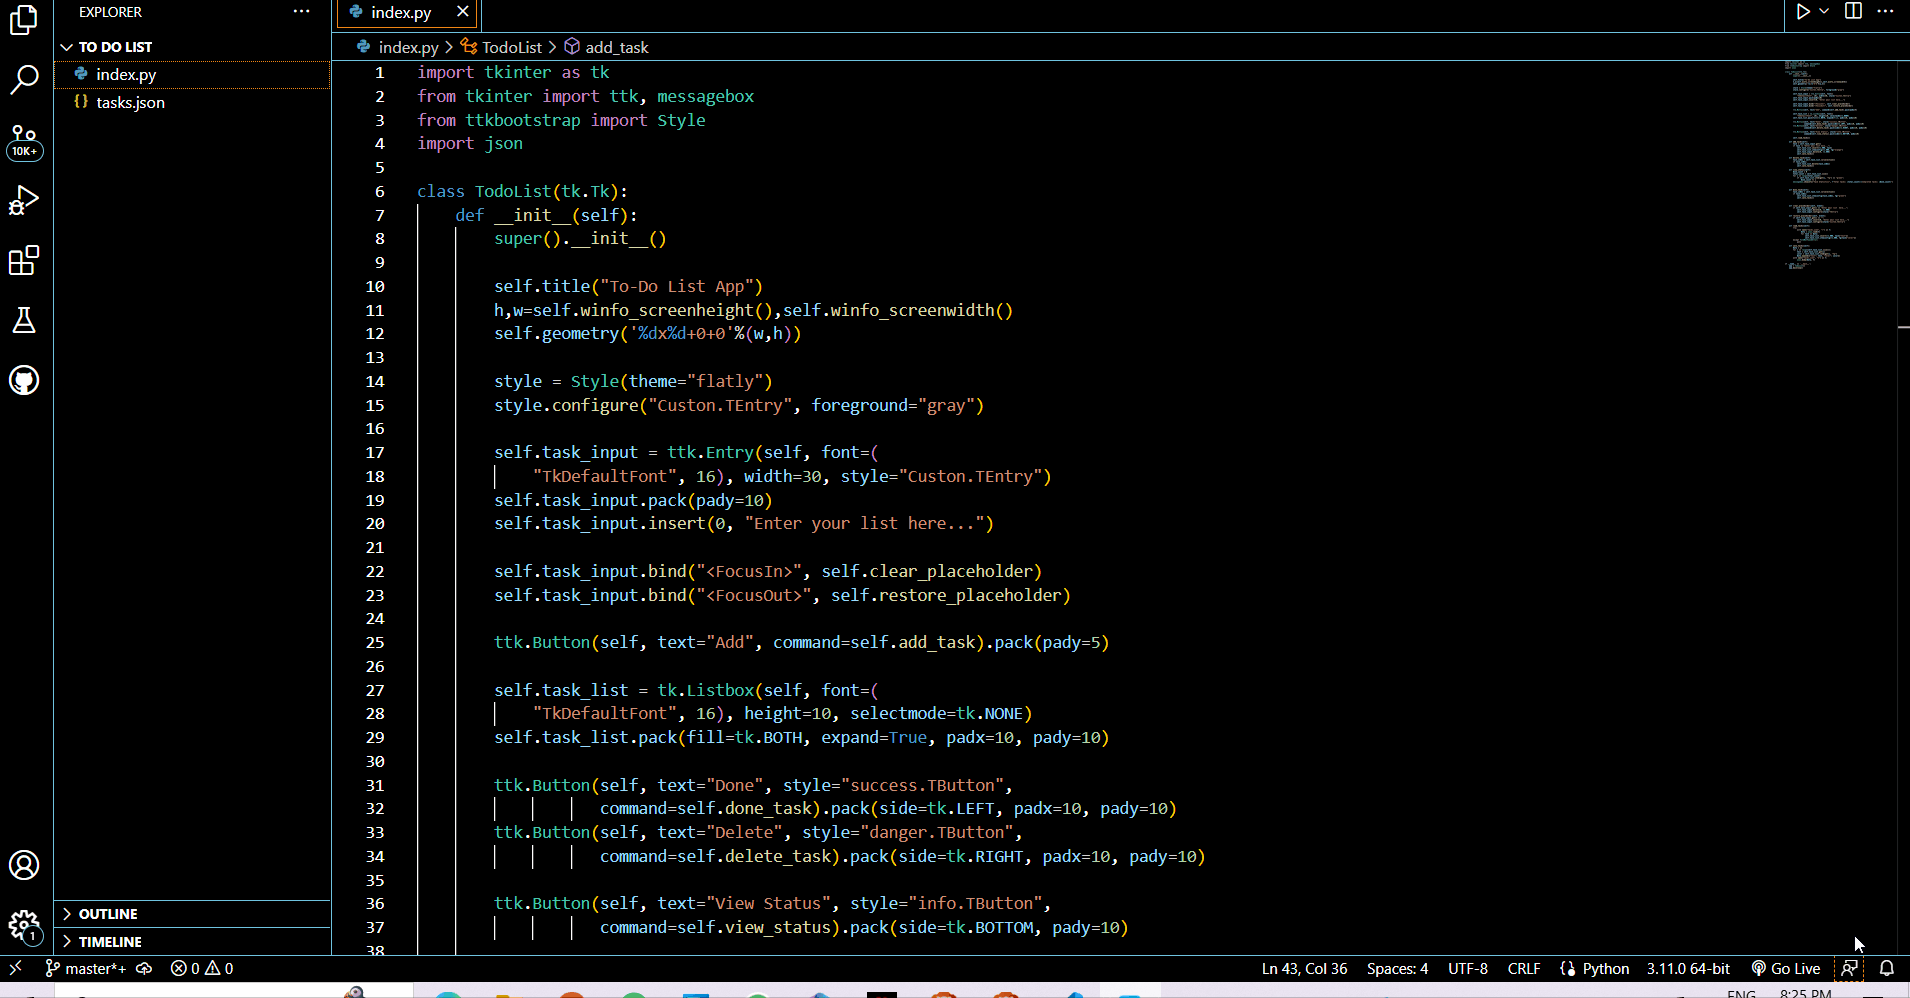 EXPLORER
TO DO LIST
index.py
tasks.json
10K+
index.py
index.py > TodoList > add_task
1 import tkinter as tk
2 from tkinter import ttk, messagebox
3 from ttkbootstrap import Style
4 import json
5
6 class TodoList(tk.Tk):
7 def __init__(self):
8 super().__init__()
9
10 self.title("To-Do List App")
11 h,w=self.winfo_screenheight(),self.winfo_screenwidth()
12 self.geometry('%dx%d+0+0'%(w,h))
13
14 style = Style(theme="flatly")
15 style.configure("Custon.TEntry", foreground="gray")
16
17 self.task_input = ttk.Entry(self, font=(
18 "TkDefaultFont", 16), width=30, style="Custon.TEntry")
19 self.task_input.pack(pady=10)
20 self.task_input.insert(0, "Enter your list here...")
21
22 self.task_input.bind("<FocusIn>", self.clear_placeholder)
23 self.task_input.bind("<FocusOut>", self.restore_placeholder)
24
25 ttk.Button(self, text="Add", command=self.add_task).pack(pady=5)
26
27 self.task_list = tk.Listbox(self, font=(
28 "TkDefaultFont", 16), height=10, selectmode=tk.NONE)
29 self.task_list.pack(fill=tk.BOTH, expand=True, padx=10, pady=10)
30
31 ttk.Button(self, text="Done", style="success.TButton",
32 command=self.done_task).pack(side=tk.LEFT, padx=10, pady=10)
33 ttk.Button(self, text="Delete", style="danger.TButton",
34 command=self.delete_task).pack(side=tk.RIGHT, padx=10, pady=10)
35
36 ttk.Button(self, text="View Status", style="info.TButton",
37 command=self.view_status).pack(side=tk.BOTTOM, pady=10)
38
OUTLINE
TIMELINE
1
master*+ 0 0 Ln 43, Col 36 Spaces: 4 UTF-8 CRLF Python 3.11.0 64-bit Go Live
ENG 8:25 PM